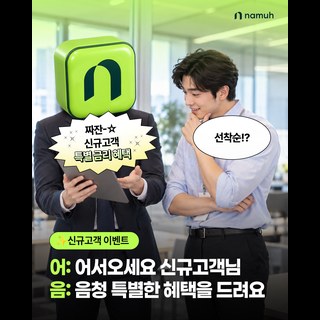 namuh
짜잔~☆
신규고객
특별 금리 혜택
선착순!?
✨신규고객 이벤트
어: 어서오세요 신규고객님
음: 음청 특별한 혜택을 드려요